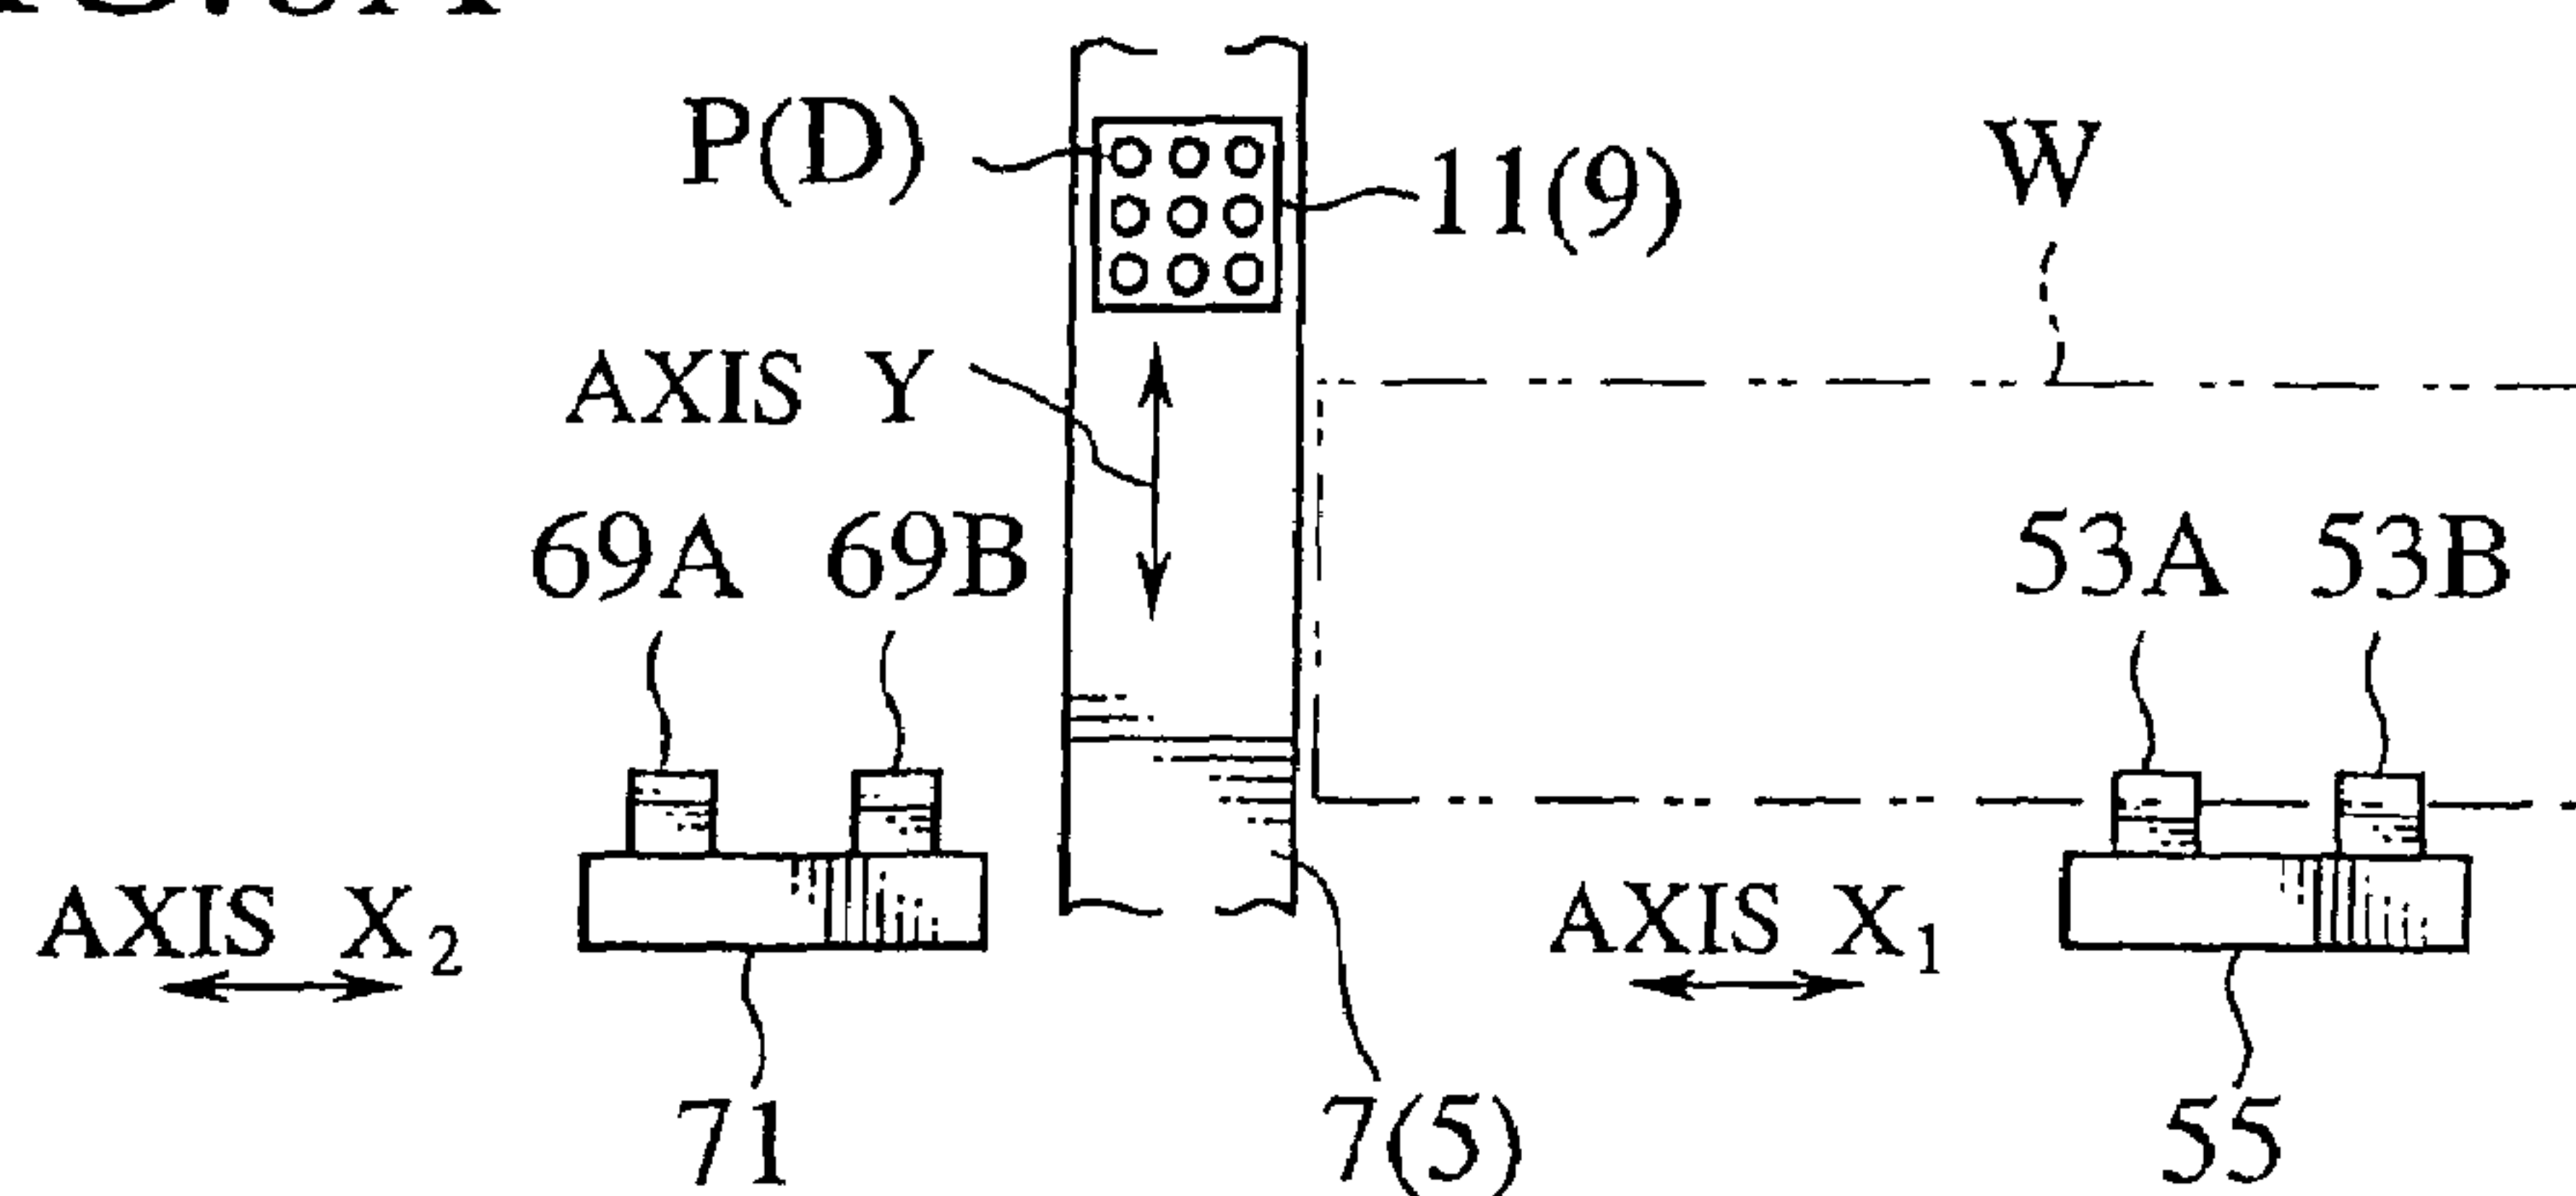 P(D)
11(9)
W
AXIS Y
69A
69B
53A
53B
AXIS X₂
AXIS X₁
71
7(5)
55